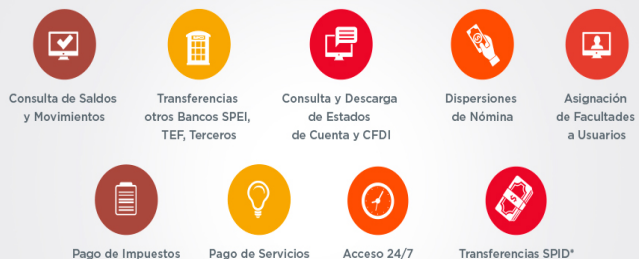 Consulta de Saldos
y Movimientos
Transferencias
otros Bancos SPEI,
TEF, Terceros
Consulta y Descarga
de Estados
de Cuenta y CFDI
Dispersiones
de Nómina
Asignación
de Facultades
a Usuarios
Pago de Impuestos
Pago de Servicios
Acceso 24/7
Transferencias SPID*